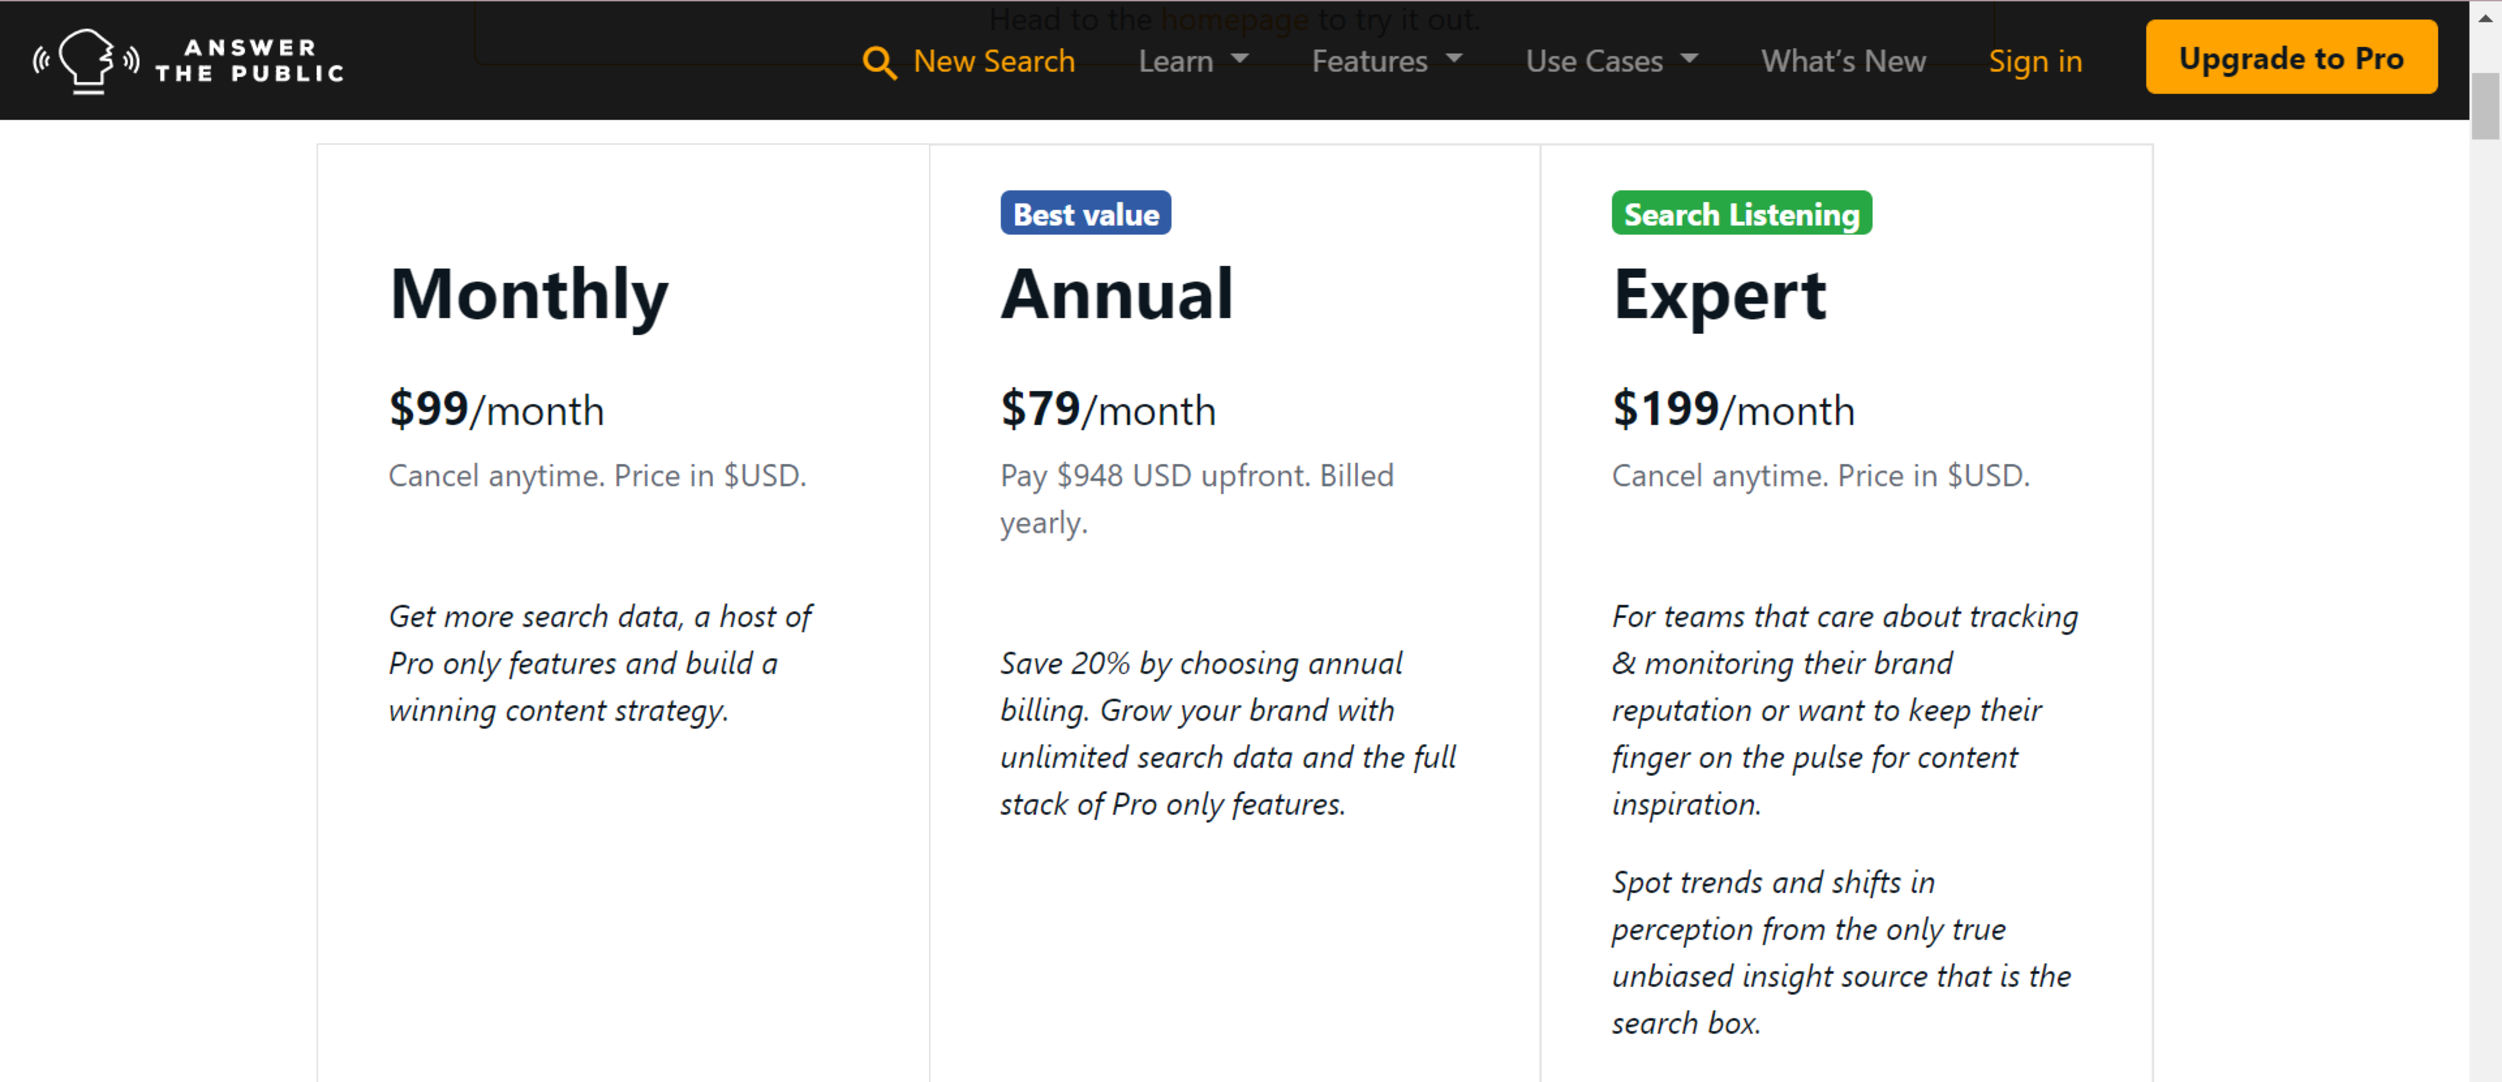 Head to the homepage to try it out.
ANSWER
THE PUBLIC
New Search
Learn
Features
Use Cases
What's New
Sign in
Upgrade to Pro
Monthly
$99/month
Cancel anytime. Price in $USD.
Get more search data, a host of
Pro only features and build a
winning content strategy.
Best value
Annual
$79/month
Pay $948 USD upfront. Billed
yearly.
Save 20% by choosing annual
billing. Grow your brand with
unlimited search data and the full
stack of Pro only features.
Search Listening
Expert
$199/month
Cancel anytime. Price in $USD.
For teams that care about tracking
& monitoring their brand
reputation or want to keep their
finger on the pulse for content
inspiration.
Spot trends and shifts in
perception from the only true
unbiased insight source that is the
search box.